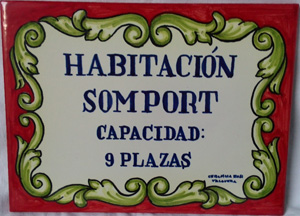 HABITACIÓN
SOMPORT
CAPACIDAD:
9 PLAZAS